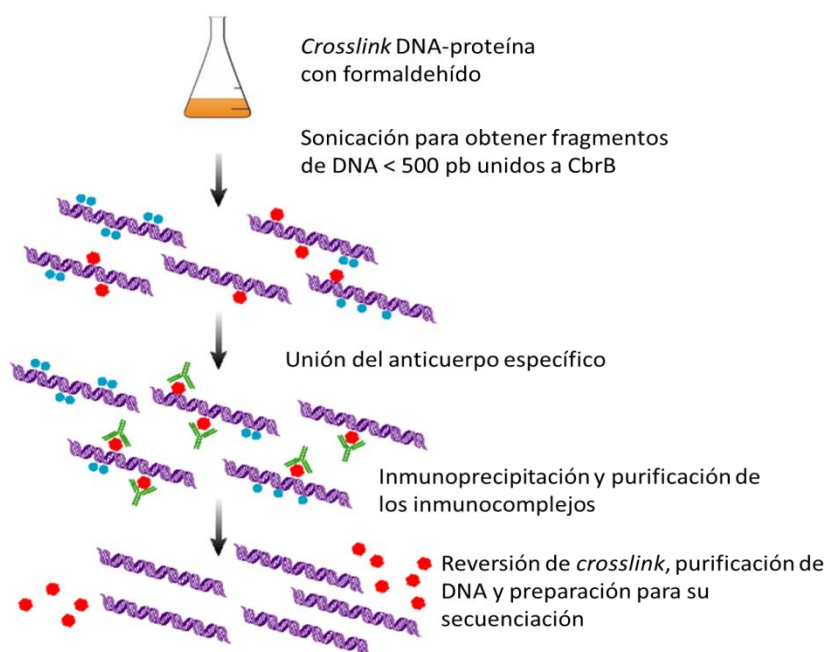 Crosslink DNA-proteína
con formaldehído
Sonicación para obtener fragmentos
de DNA < 500 pb unidos a CbrB
Unión del anticuerpo específico
Inmunoprecipitación y purificación de
los inmunocomplejos
Reversión de crosslink, purificación de
DNA y preparación para su
secuenciación